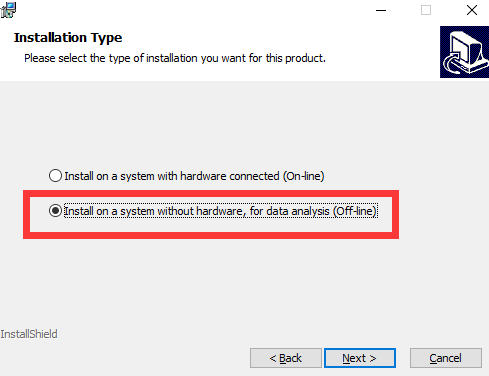 Installation Type
Please select the type of installation you want for this product.
Install on a system with hardware connected (On-line)
Install on a system without hardware, for data analysis (Off-line)
InstallShield
< Back
Next >
Cancel